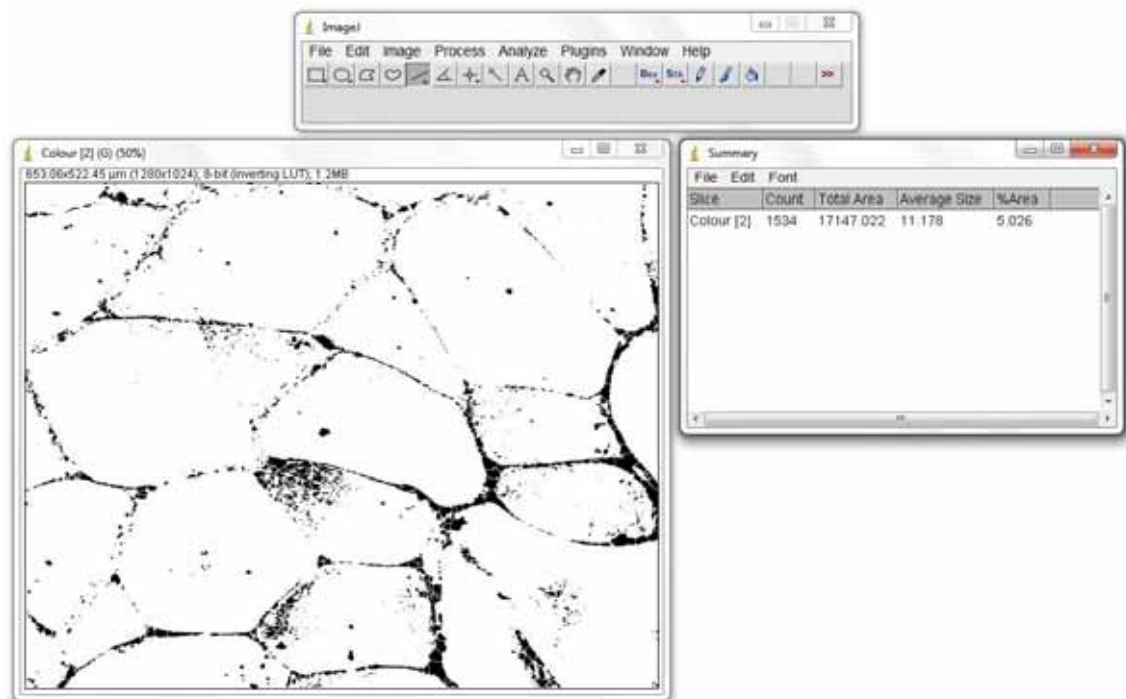 ImageJ
File Edit Image Process Analyze Plugins Window Help
Dev Stk >>
Colour [2] (G) (50%)
653.06x522.45 µm (1280x1024); 8-bit (inverting LUT); 1.2MB
Summary
File Edit Font
Slice Count Total Area Average Size %Area
Colour [2] 1534 17147.022 11.178 5.026